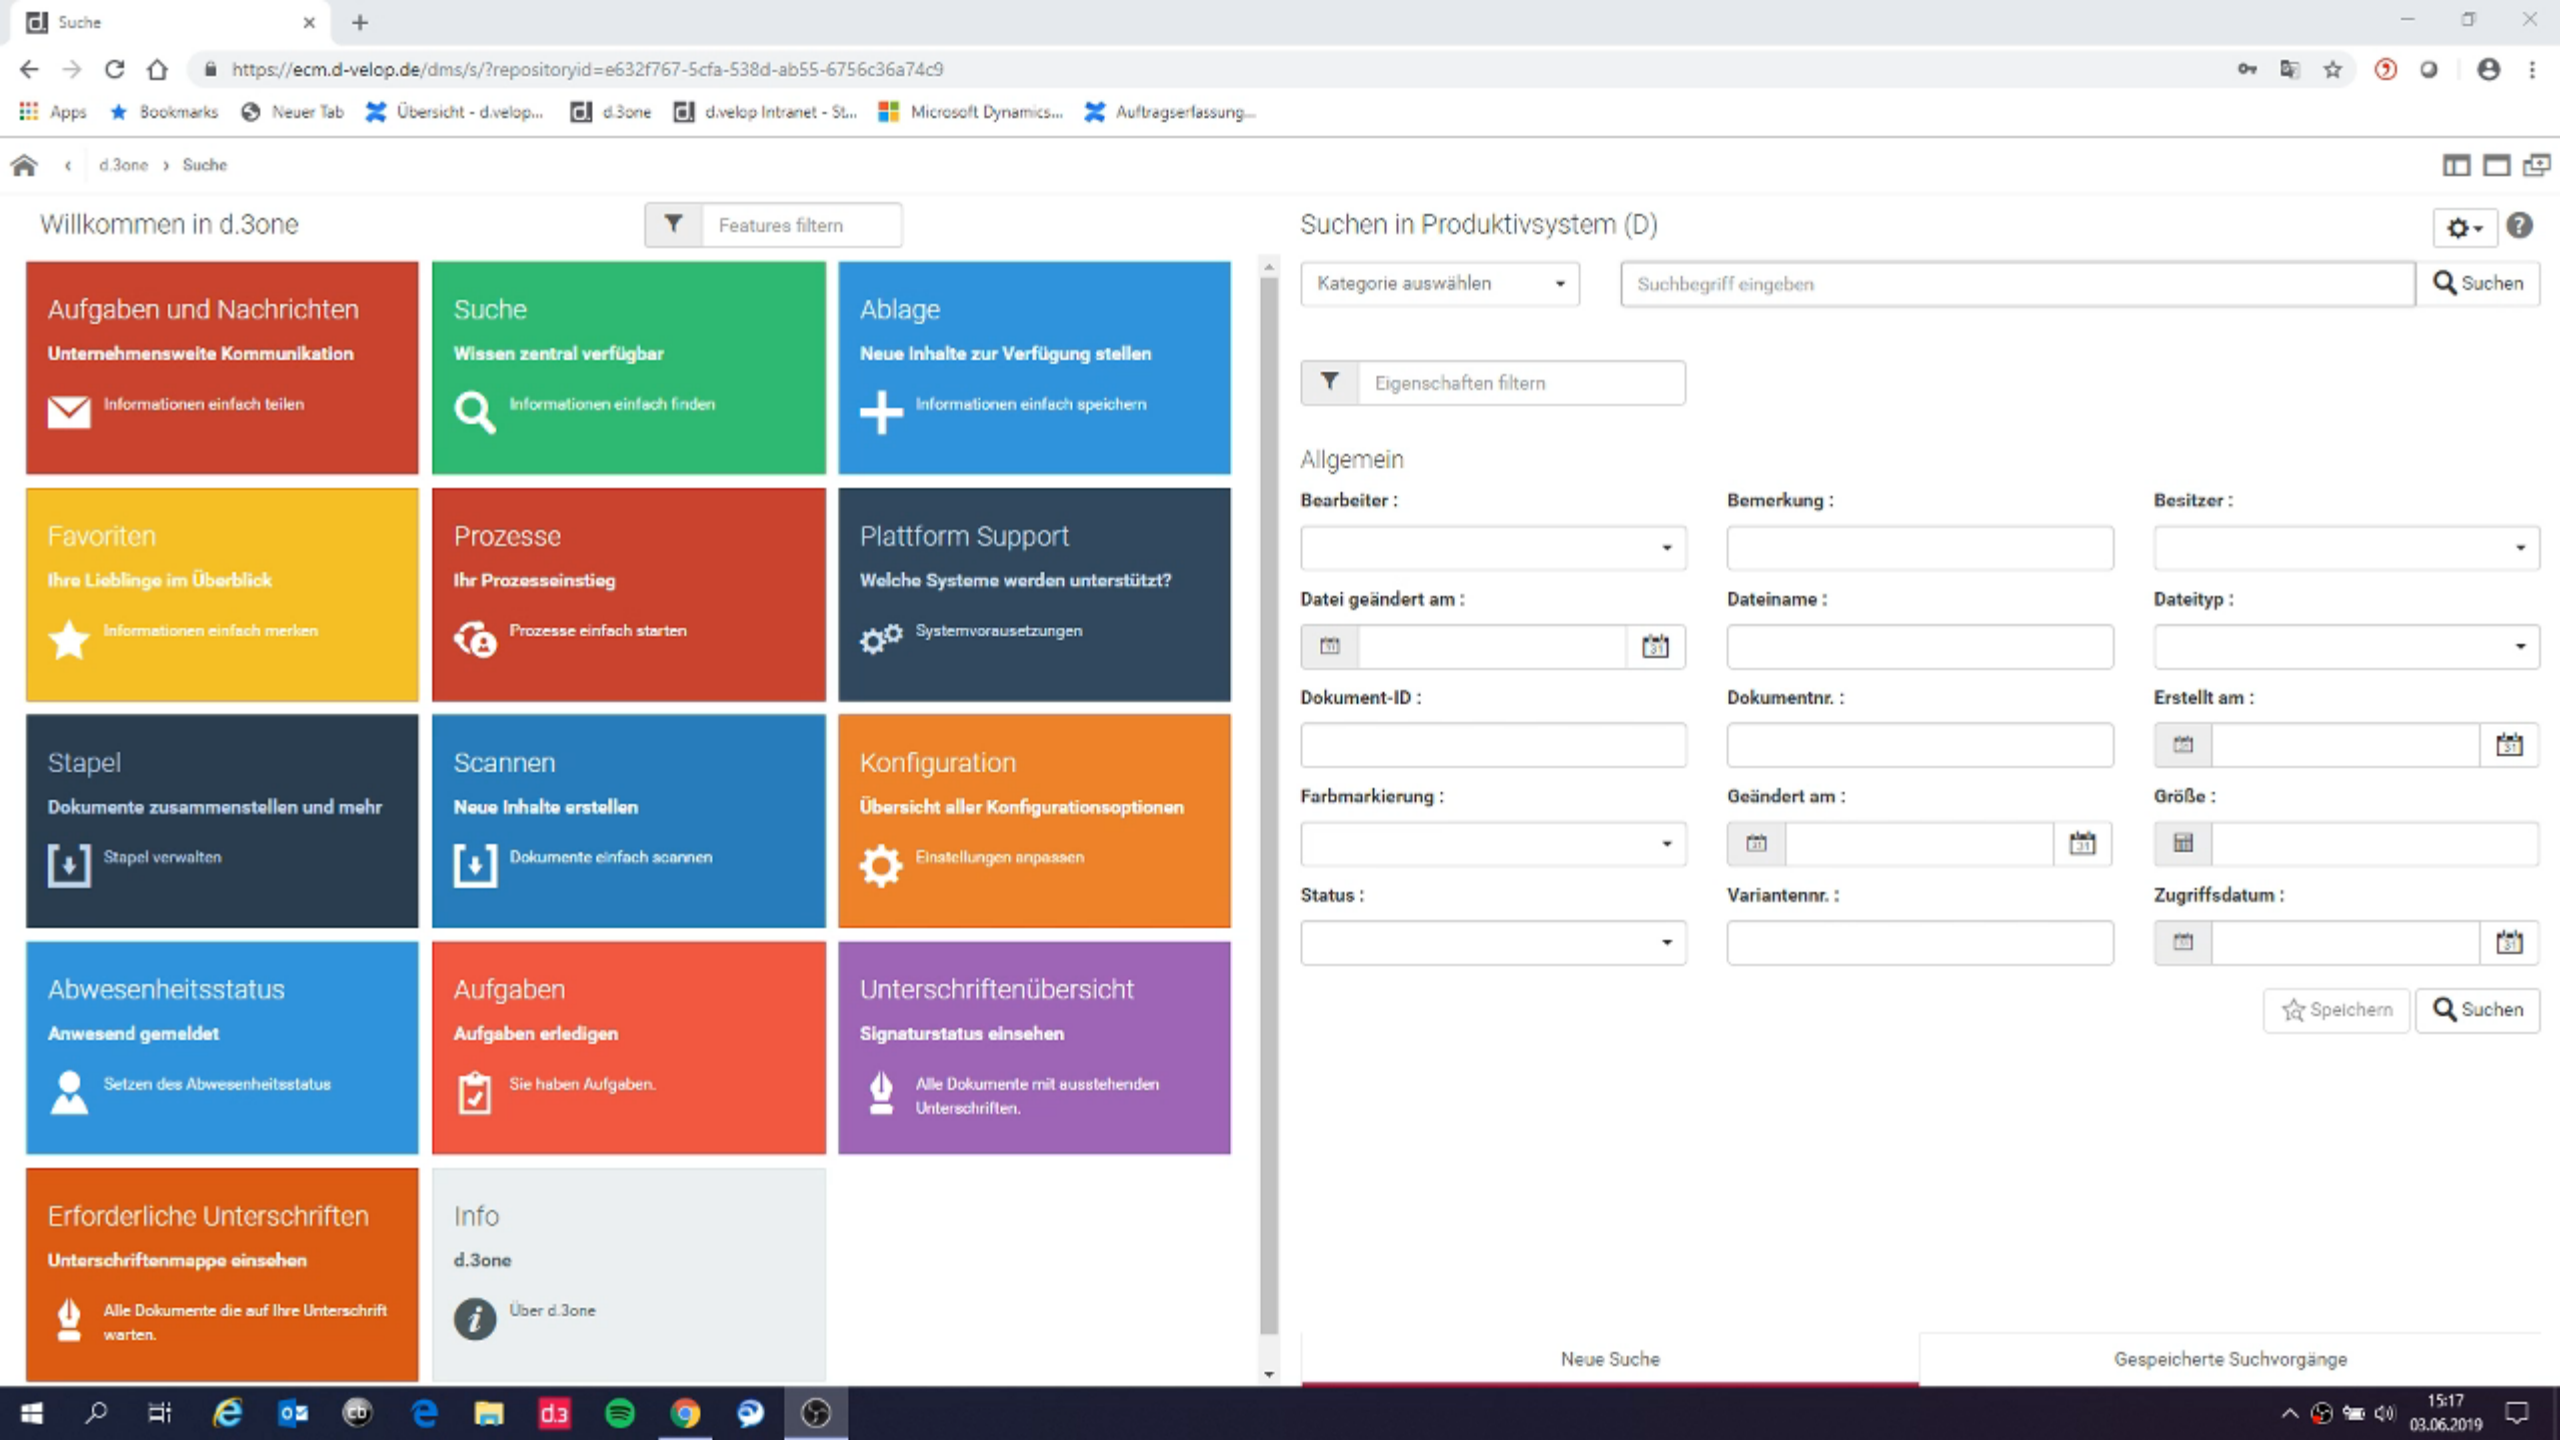 Suche
https://ecm.d-velop.de/dms/s/?repositoryid=e632f767-5cfa-538d-ab55-6756c36a74c9
Apps Bookmarks Neuer Tab Übersicht - d.velop... d.3one d.velop Intranet - St... Microsoft Dynamics... Auftragserfassung...
d.3one › Suche
Willkommen in d.3one
Features filtern
Aufgaben und Nachrichten
Unternehmensweite Kommunikation
Informationen einfach teilen
Suche
Wissen zentral verfügbar
Informationen einfach finden
Ablage
Neue Inhalte zur Verfügung stellen
Informationen einfach speichern
Favoriten
Ihre Lieblinge im Überblick
Informationen einfach merken
Prozesse
Ihr Prozesseinstieg
Prozesse einfach starten
Plattform Support
Welche Systeme werden unterstützt?
Systemvorausetzungen
Stapel
Dokumente zusammenstellen und mehr
Stapel verwalten
Scannen
Neue Inhalte erstellen
Dokumente einfach scannen
Konfiguration
Übersicht aller Konfigurationsoptionen
Einstellungen anpassen
Abwesenheitsstatus
Anwesend gemeldet
Setzen des Abwesenheitsstatus
Aufgaben
Aufgaben erledigen
Sie haben Aufgaben.
Unterschriftenübersicht
Signaturstatus einsehen
Alle Dokumente mit ausstehenden
Unterschriften.
Erforderliche Unterschriften
Unterschriftenmappe einsehen
Alle Dokumente die auf Ihre Unterschrift
warten.
Info
d.3one
Über d.3one
Suchen in Produktivsystem (D)
Kategorie auswählen
Suchbegriff eingeben
Suchen
Eigenschaften filtern
Allgemein
Bearbeiter : Bemerkung : Besitzer :
Datei geändert am : Dateiname : Dateityp :
Dokument-ID : Dokumentnr. : Erstellt am :
Farbmarkierung : Geändert am : Größe :
Status : Variantennr. : Zugriffsdatum :
Speichern Suchen
Neue Suche Gespeicherte Suchvorgänge
d.3
15:17
03.06.2019